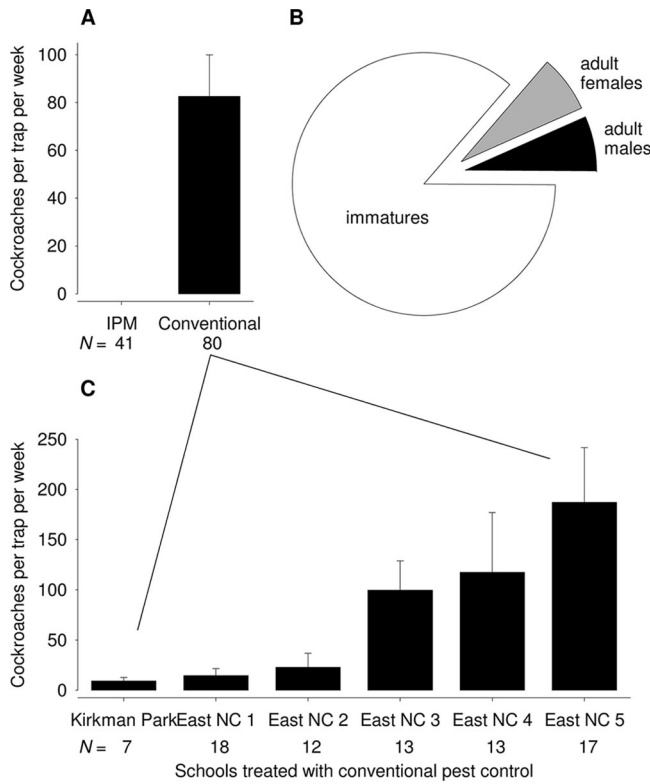 A
Cockroaches per trap per week
100
80
60
40
20
0
IPM Conventional
N = 41 80
B
adult
females
adult
males
immatures
C
Cockroaches per trap per week
250
200
150
100
50
0
Kirkman Park East NC 1 East NC 2 East NC 3 East NC 4 East NC 5
N = 7 18 12 13 13 17
Schools treated with conventional pest control